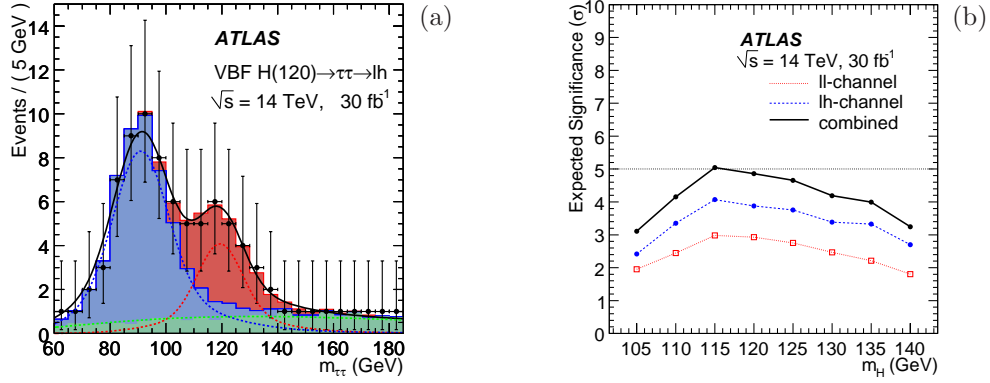 (a)
ATLAS
VBF H(120)→ττ→lh
√s = 14 TeV, 30 fb⁻¹
Events / ( 5 GeV )
14
12
10
8
6
4
2
0
60 80 100 120 140 160 180
m_ττ (GeV)
(b)
ATLAS
√s = 14 TeV, 30 fb⁻¹
ll-channel
lh-channel
combined
Expected Significance (σ)
10
9
8
7
6
5
4
3
2
1
0
105 110 115 120 125 130 135 140
m_H (GeV)